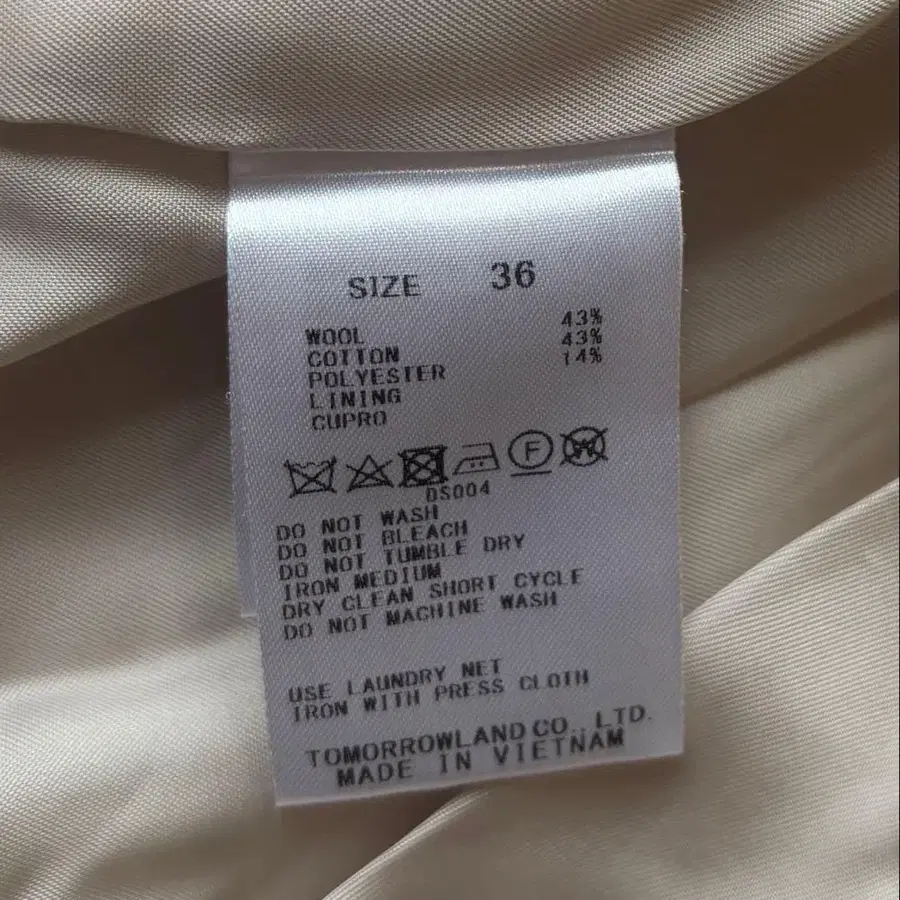 SIZE 36
WOOL 43%
COTTON 43%
POLYESTER 14%
LINING
CUPRO
F W
DS004
DO NOT WASH
DO NOT BLEACH
DO NOT TUMBLE DRY
IRON MEDIUM
DRY CLEAN SHORT CYCLE
DO NOT MACHINE WASH
USE LAUNDRY NET
IRON WITH PRESS CLOTH
TOMORROWLAND CO., LTD.
MADE IN VIETNAM